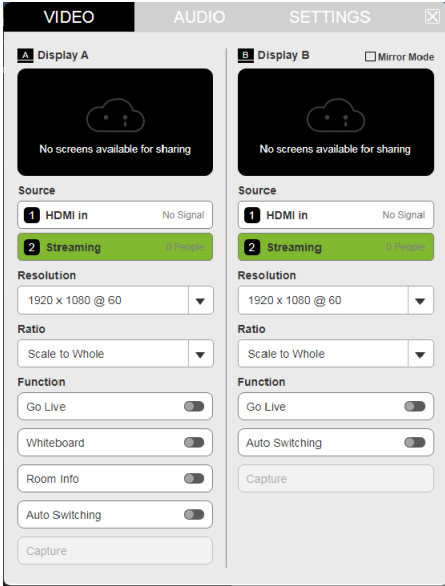 VIDEO AUDIO SETTINGS
A Display A
No screens available for sharing
Source
1 HDMI in No Signal
2 Streaming 0 People
Resolution
1920 x 1080 @ 60
Ratio
Scale to Whole
Function
Go Live
Whiteboard
Room Info
Auto Switching
Capture
B Display B Mirror Mode
No screens available for sharing
Source
1 HDMI in No Signal
2 Streaming 0 People
Resolution
1920 x 1080 @ 60
Ratio
Scale to Whole
Function
Go Live
Auto Switching
Capture